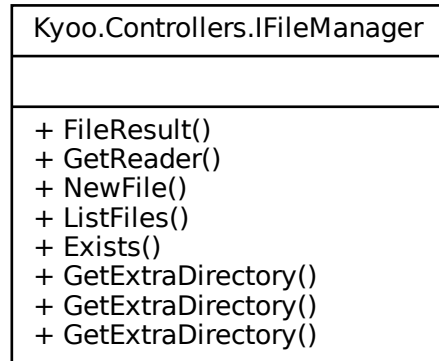 Kyoo.Controllers.IFileManager
+ FileResult()
+ GetReader()
+ NewFile()
+ ListFiles()
+ Exists()
+ GetExtraDirectory()
+ GetExtraDirectory()
+ GetExtraDirectory()